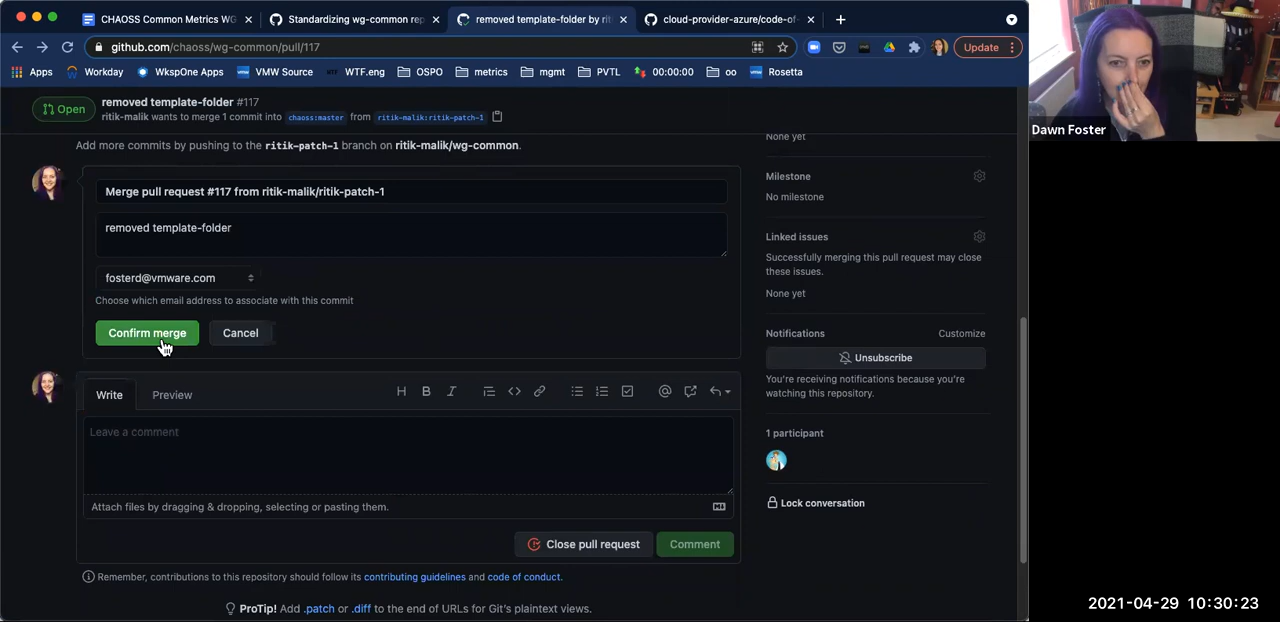 CHAOSS Common Metrics WG
Standardizing wg-common rep
removed template-folder by rit
cloud-provider-azure/code-of-
github.com/chaoss/wg-common/pull/117
Update
Apps
Workday
WkspOne Apps
VMW Source
WTF.eng
OSPO
metrics
mgmt
PVTL
00:00:00
oo
Rosetta
Open
removed template-folder #117
ritik-malik wants to merge 1 commit into chaoss:master from ritik-malik:ritik-patch-1
None yet
Add more commits by pushing to the ritik-patch-1 branch on ritik-malik/wg-common.
Merge pull request #117 from ritik-malik/ritik-patch-1
removed template-folder
fosterd@vmware.com
Choose which email address to associate with this commit
Confirm merge
Cancel
Milestone
No milestone
Linked issues
Successfully merging this pull request may close
these issues.
None yet
Notifications
Customize
Unsubscribe
You're receiving notifications because you're
watching this repository.
1 participant
Lock conversation
Write
Preview
Leave a comment
Attach files by dragging & dropping, selecting or pasting them.
Close pull request
Comment
Remember, contributions to this repository should follow its contributing guidelines and code of conduct.
ProTip! Add .patch or .diff to the end of URLs for Git's plaintext views.
Dawn Foster
2021-04-29 10:30:23